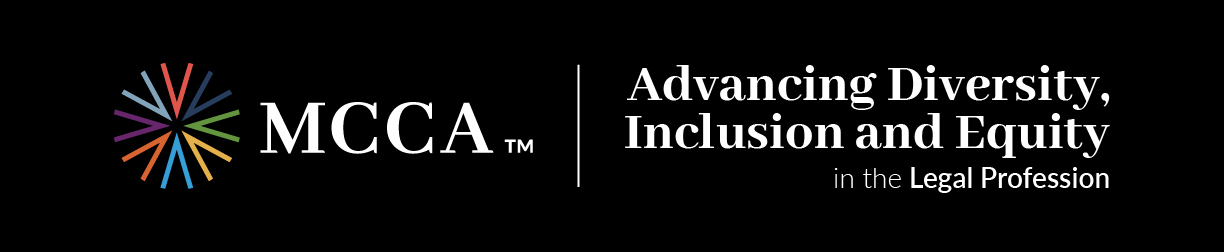 MCCA™
Advancing Diversity,
Inclusion and Equity
in the Legal Profession